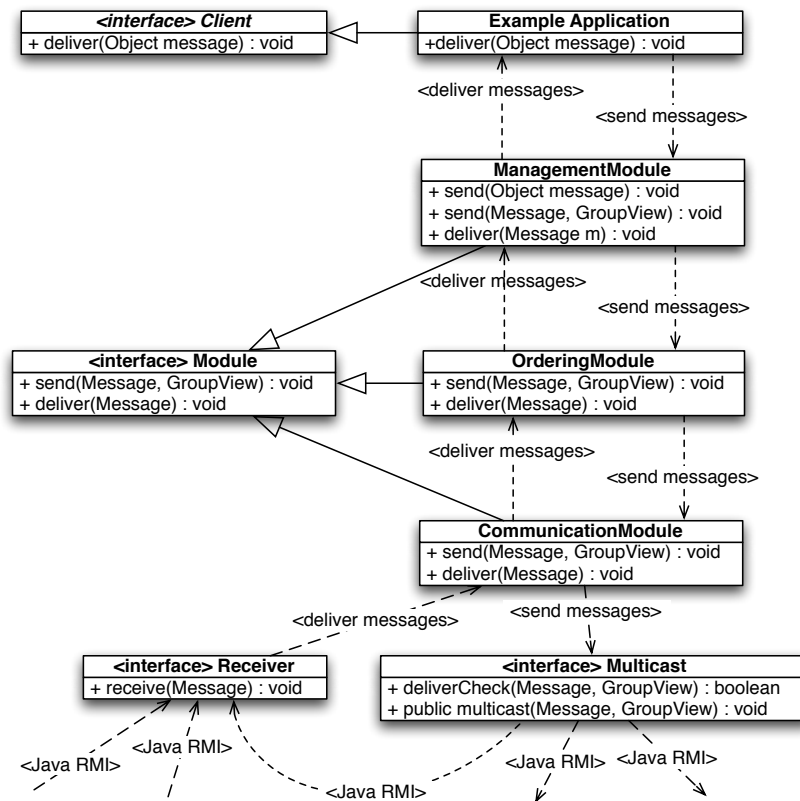 <interface> Client
+ deliver(Object message) : void
Example Application
+deliver(Object message) : void
<deliver messages>
<send messages>
ManagementModule
+ send(Object message) : void
+ send(Message, GroupView) : void
+ deliver(Message m) : void
<deliver messages>
<send messages>
<interface> Module
+ send(Message, GroupView) : void
+ deliver(Message) : void
OrderingModule
+ send(Message, GroupView) : void
+ deliver(Message) : void
<deliver messages>
<send messages>
CommunicationModule
+ send(Message, GroupView) : void
+ deliver(Message) : void
<deliver messages>
<send messages>
<interface> Receiver
+ receive(Message) : void
<interface> Multicast
+ deliverCheck(Message, GroupView) : boolean
+ public multicast(Message, GroupView) : void
<Java RMI>
<Java RMI>
<Java RMI>
<Java RMI>
<Java RMI>